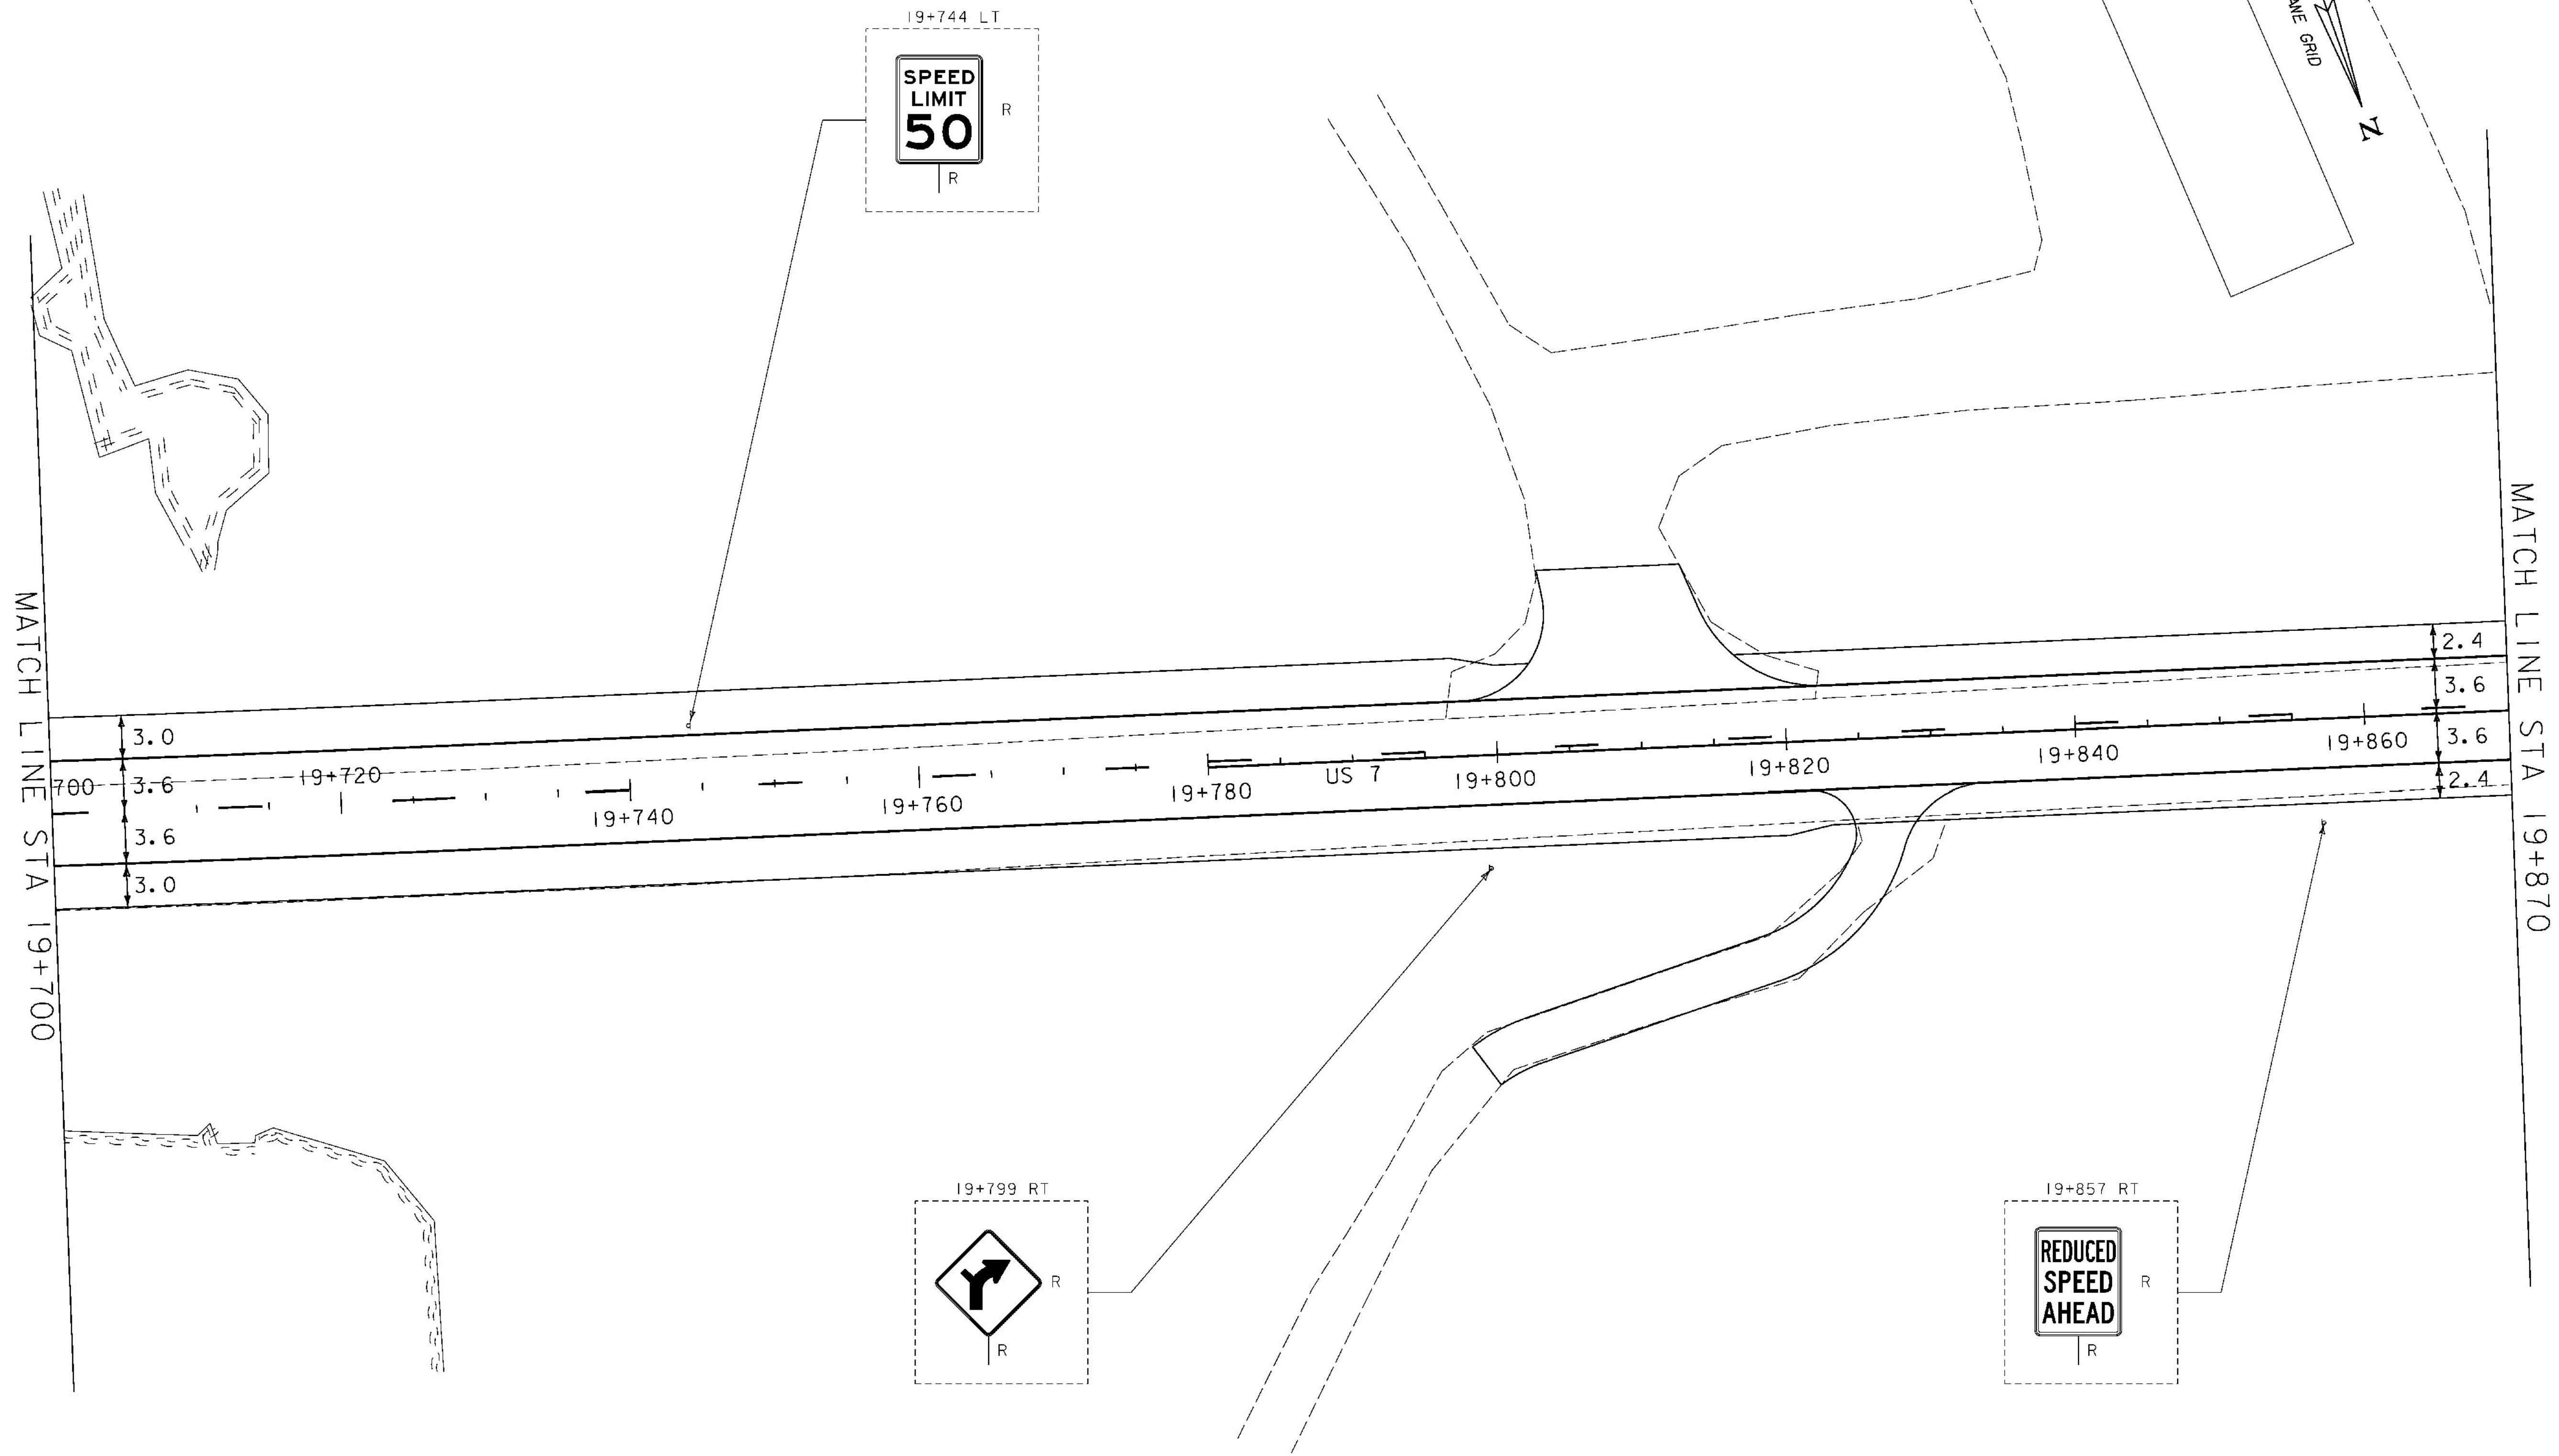 19+744 LT
SPEED
LIMIT
50
R
R
ANE GRID
N
MATCH LINE STA 19+700
MATCH LINE STA 19+870
3.0
3.6
3.6
3.0
2.4
3.6
3.6
2.4
700
19+720
19+740
19+760
19+780
US 7
19+800
19+820
19+840
19+860
19+799 RT
R
R
19+857 RT
REDUCED
SPEED
AHEAD
R
R